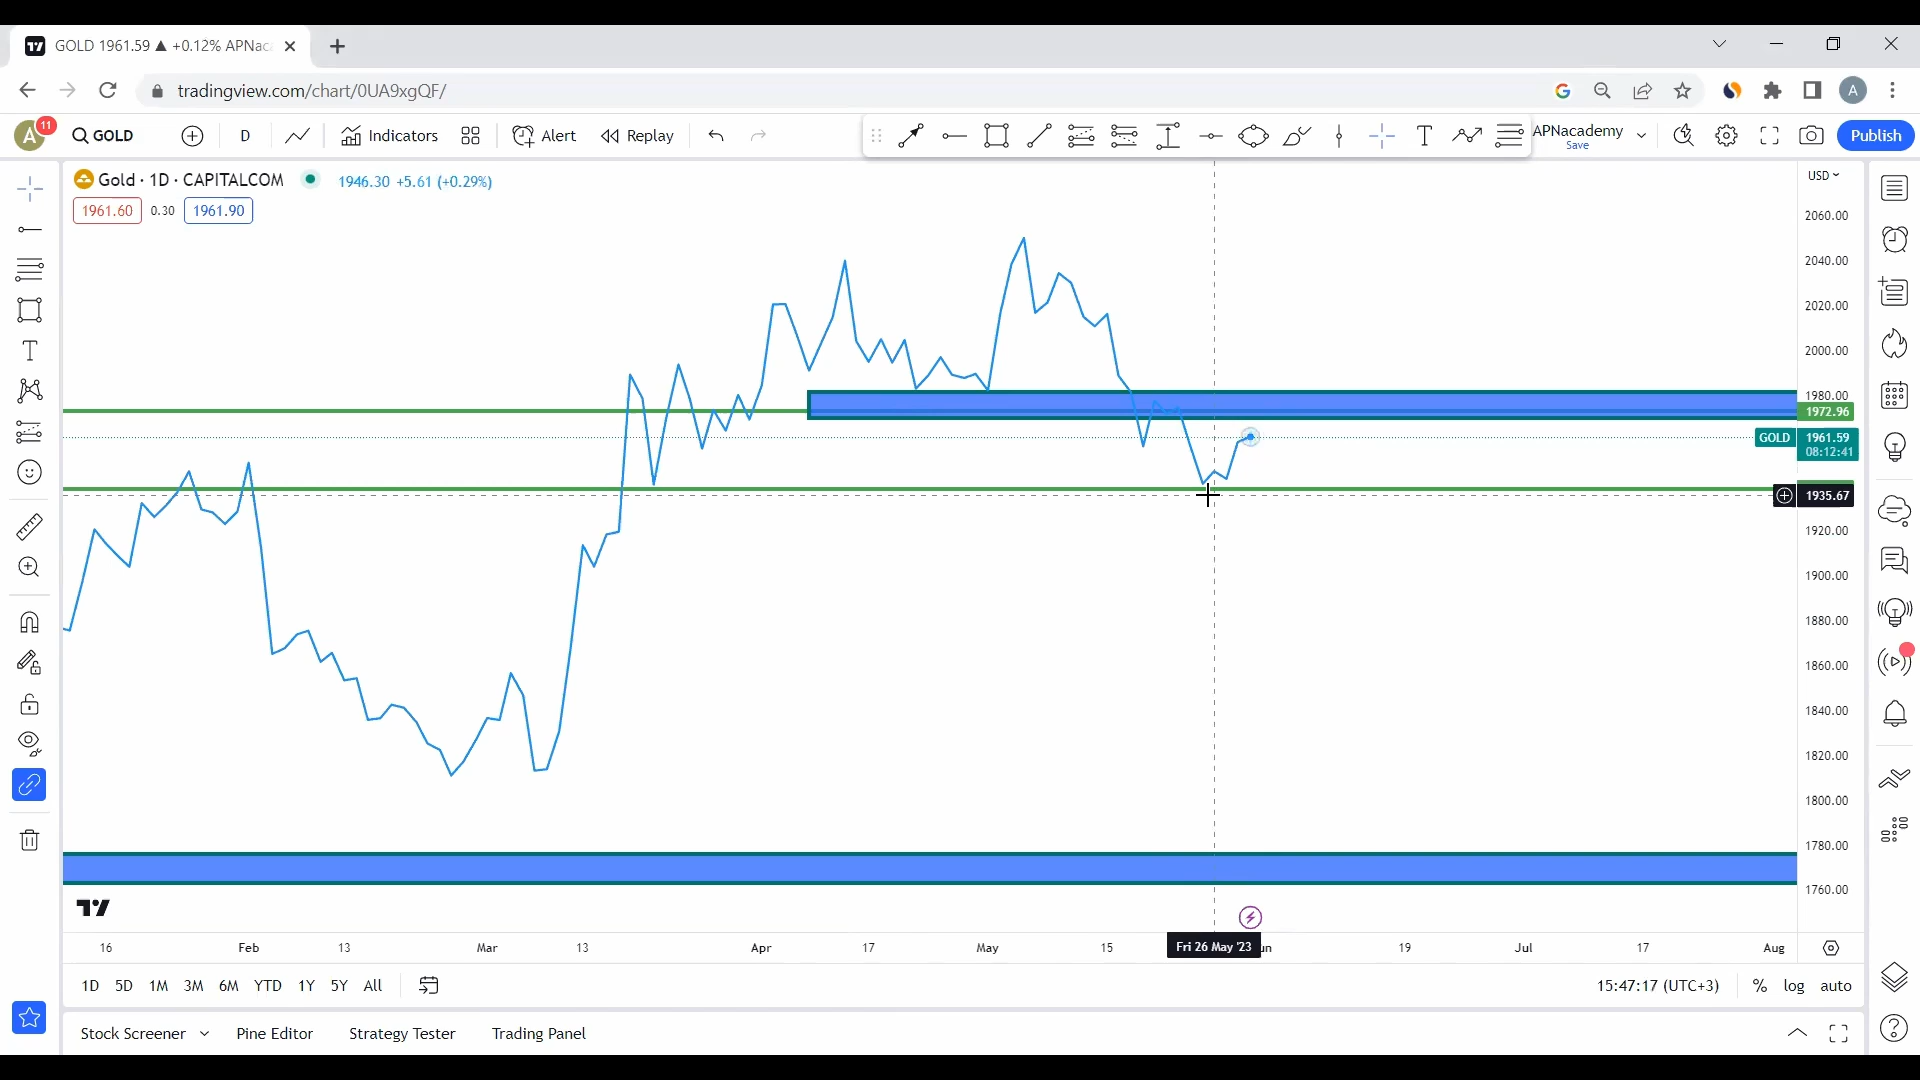 GOLD 1961.59 ▲ +0.12% APNac
tradingview.com/chart/0UA9xgQF/
A
A
11
GOLD
D
Indicators
Alert
Replay
T
APNacademy
Save
Publish
Gold · 1D · CAPITALCOM
1946.30 +5.61 (+0.29%)
1961.60
0.30
1961.90
USD
2060.00
2040.00
2020.00
2000.00
1980.00
1972.96
GOLD
1961.59
08:12:41
1935.67
1920.00
1900.00
1880.00
1860.00
1840.00
1820.00
1800.00
1780.00
1760.00
T
16
Feb
13
Mar
13
Apr
17
May
15
Fri 26 May '23
un
19
Jul
17
Aug
1D
5D
1M
3M
6M
YTD
1Y
5Y
All
15:47:17 (UTC+3)
%
log
auto
Stock Screener
Pine Editor
Strategy Tester
Trading Panel